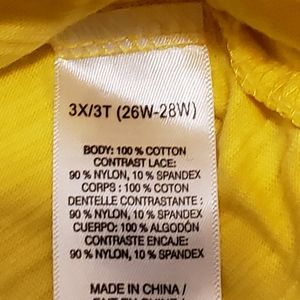 3X/3T (26W-28W)
BODY: 100 % COTTON
CONTRAST LACE:
90 % NYLON, 10 % SPANDEX
CORPS : 100 % COTON
DENTELLE CONTRASTANTE :
90 % NYLON, 10 % SPANDEX
CUERPO: 100 % ALGODÓN
CONTRASTE ENCAJE:
90 % NYLON, 10 % SPANDEX
MADE IN CHINA /